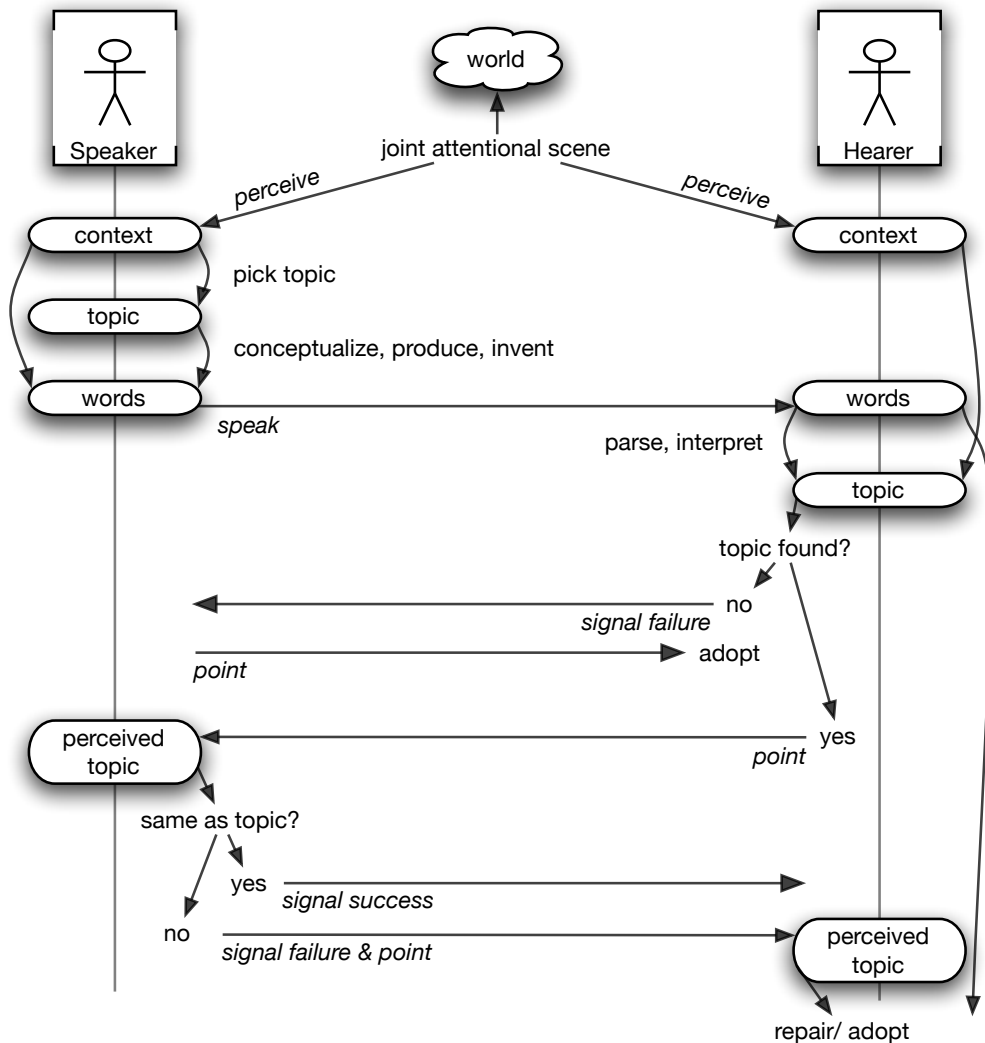 world
Speaker
joint attentional scene
Hearer
perceive
perceive
context
context
pick topic
topic
conceptualize, produce, invent
words
words
speak
parse, interpret
topic
topic found?
no
signal failure
adopt
point
perceived
topic
yes
point
same as topic?
yes
signal success
no
signal failure & point
perceived
topic
repair/ adopt